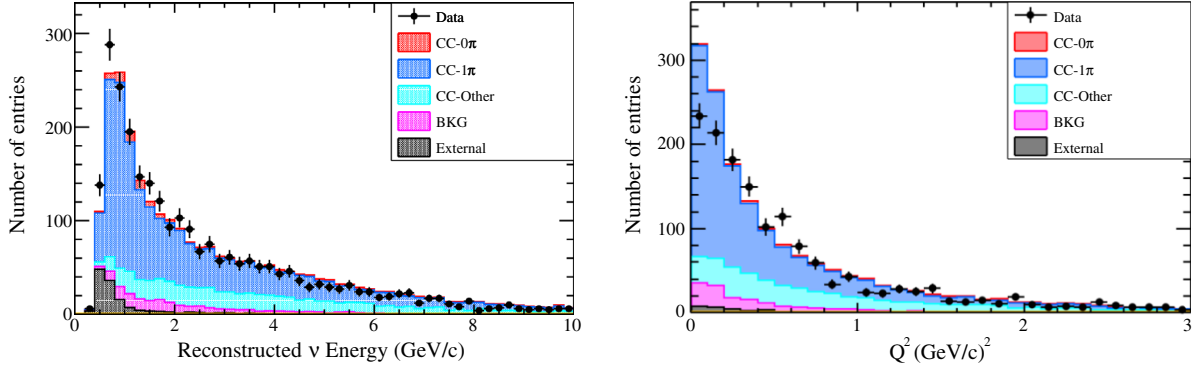 Number of entries
300
200
100
0
0
2
4
6
8
10
Reconstructed ν Energy (GeV/c)
Data
CC-0π
CC-1π
CC-Other
BKG
External
Number of entries
300
200
100
0
0
1
2
3
Q² (GeV/c)²
Data
CC-0π
CC-1π
CC-Other
BKG
External